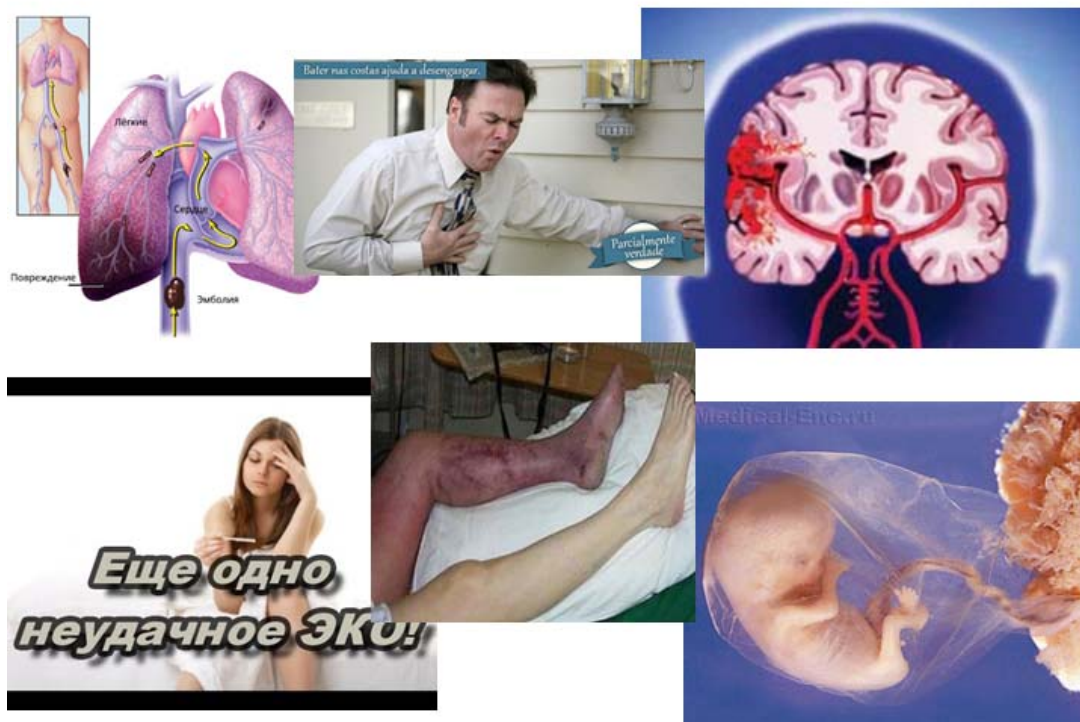 Лёгкие
Сердце
Повреждение
Эмболия
Bater nas costas ajuda a desengasgar.
Parcialmente
verdade
Еще одно
неудачное ЭКО!
Medical-Enc.ru